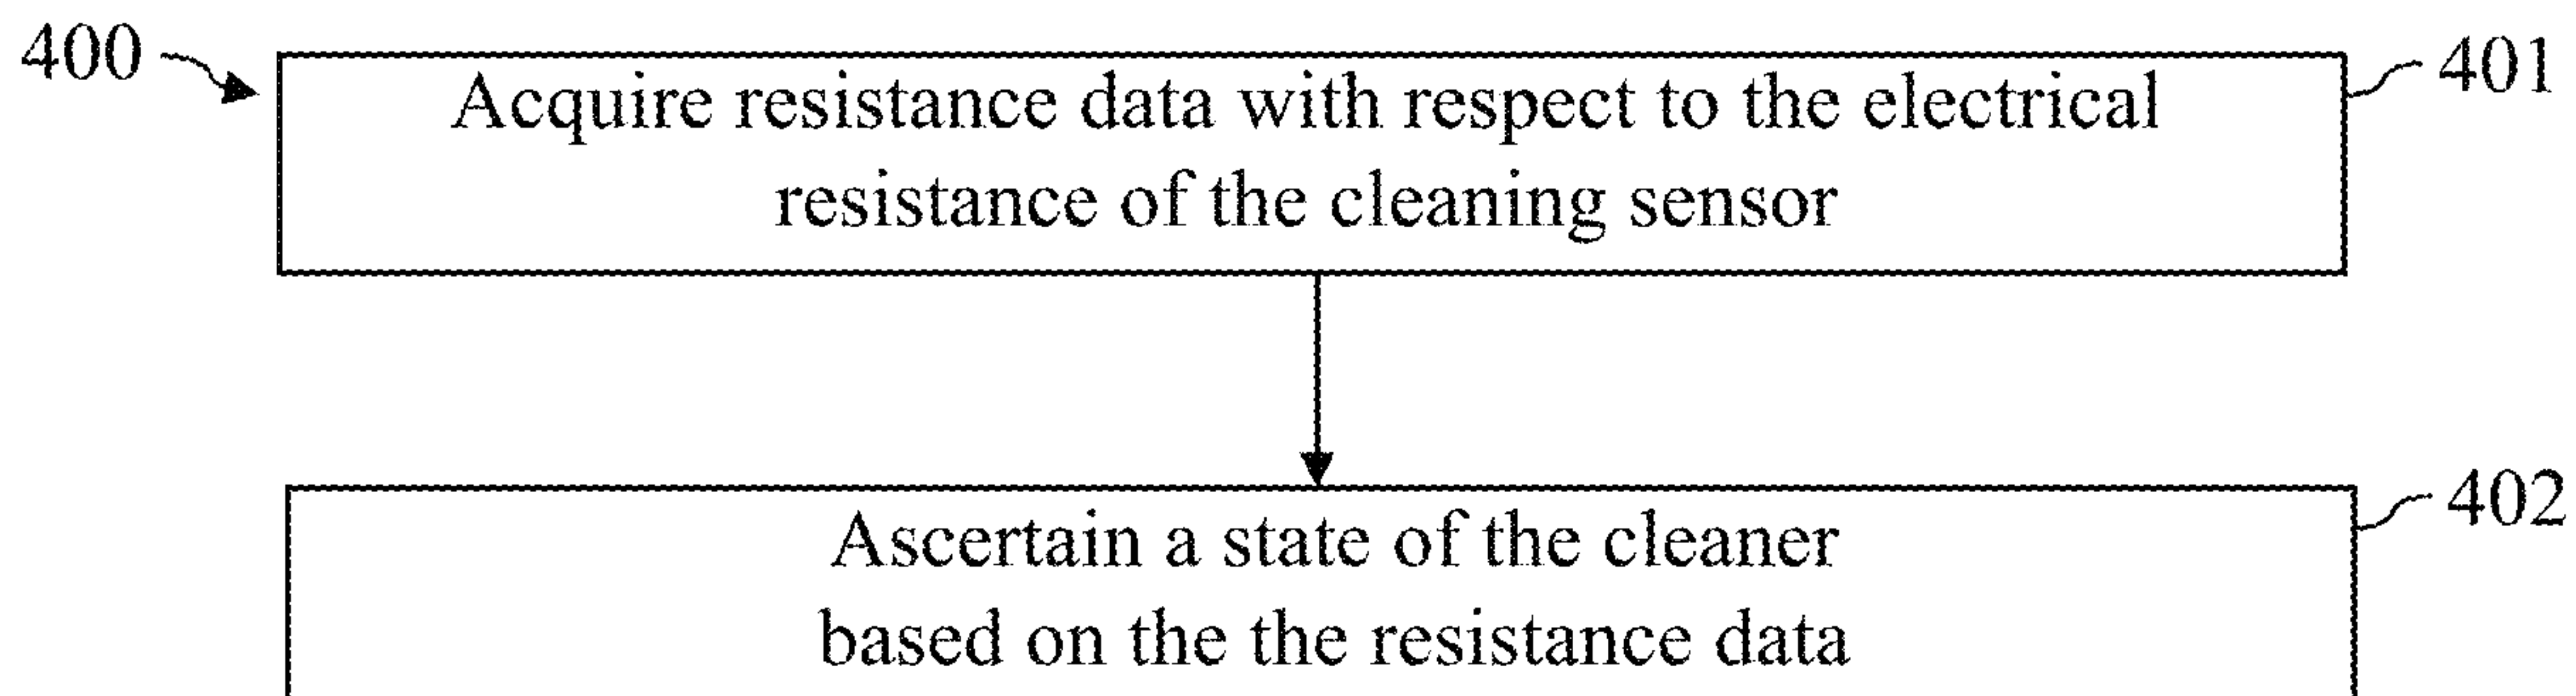 400
401
Acquire resistance data with respect to the electrical
resistance of the cleaning sensor
402
Ascertain a state of the cleaner
based on the the resistance data